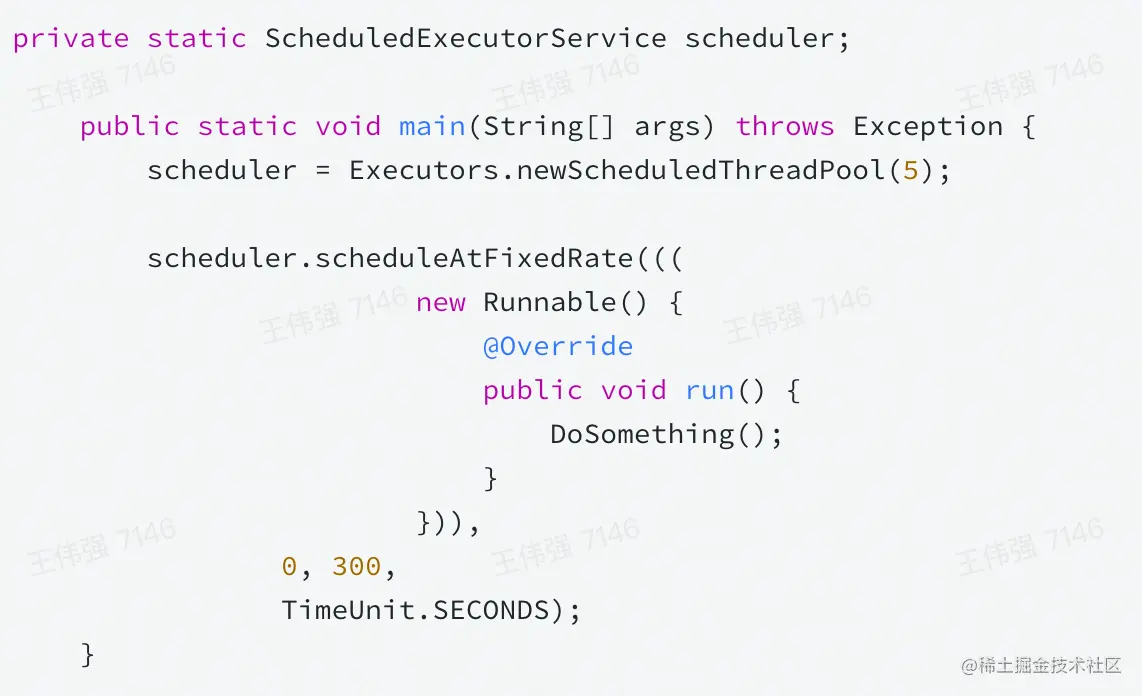 private static ScheduledExecutorService scheduler;
王伟强 7146 王伟强 7146 王伟强 7146
public static void main(String[] args) throws Exception {
scheduler = Executors.newScheduledThreadPool(5);
scheduler.scheduleAtFixedRate(((
new Runnable() {
王伟强 7146 王伟强 7146
@Override
public void run() {
DoSomething();
}
})),
王伟强 7146 王伟强 7146 王伟强 7146
0, 300,
TimeUnit.SECONDS);
}
@稀土掘金技术社区